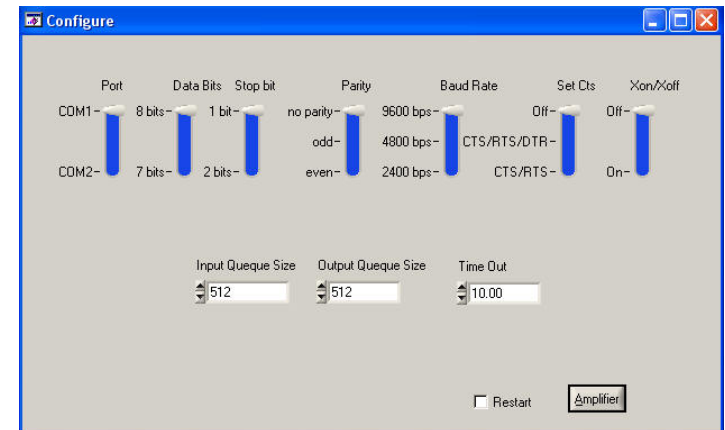 Configure
Port Data Bits Stop bit Parity Baud Rate Set Cts Xon/Xoff
COM1 8 bits 1 bit no parity 9600 bps Off Off
odd 4800 bps CTS/RTS/DTR
COM2 7 bits 2 bits even 2400 bps CTS/RTS On
Input Queque Size Output Queque Size Time Out
512 512 10.00
Restart Amplifier